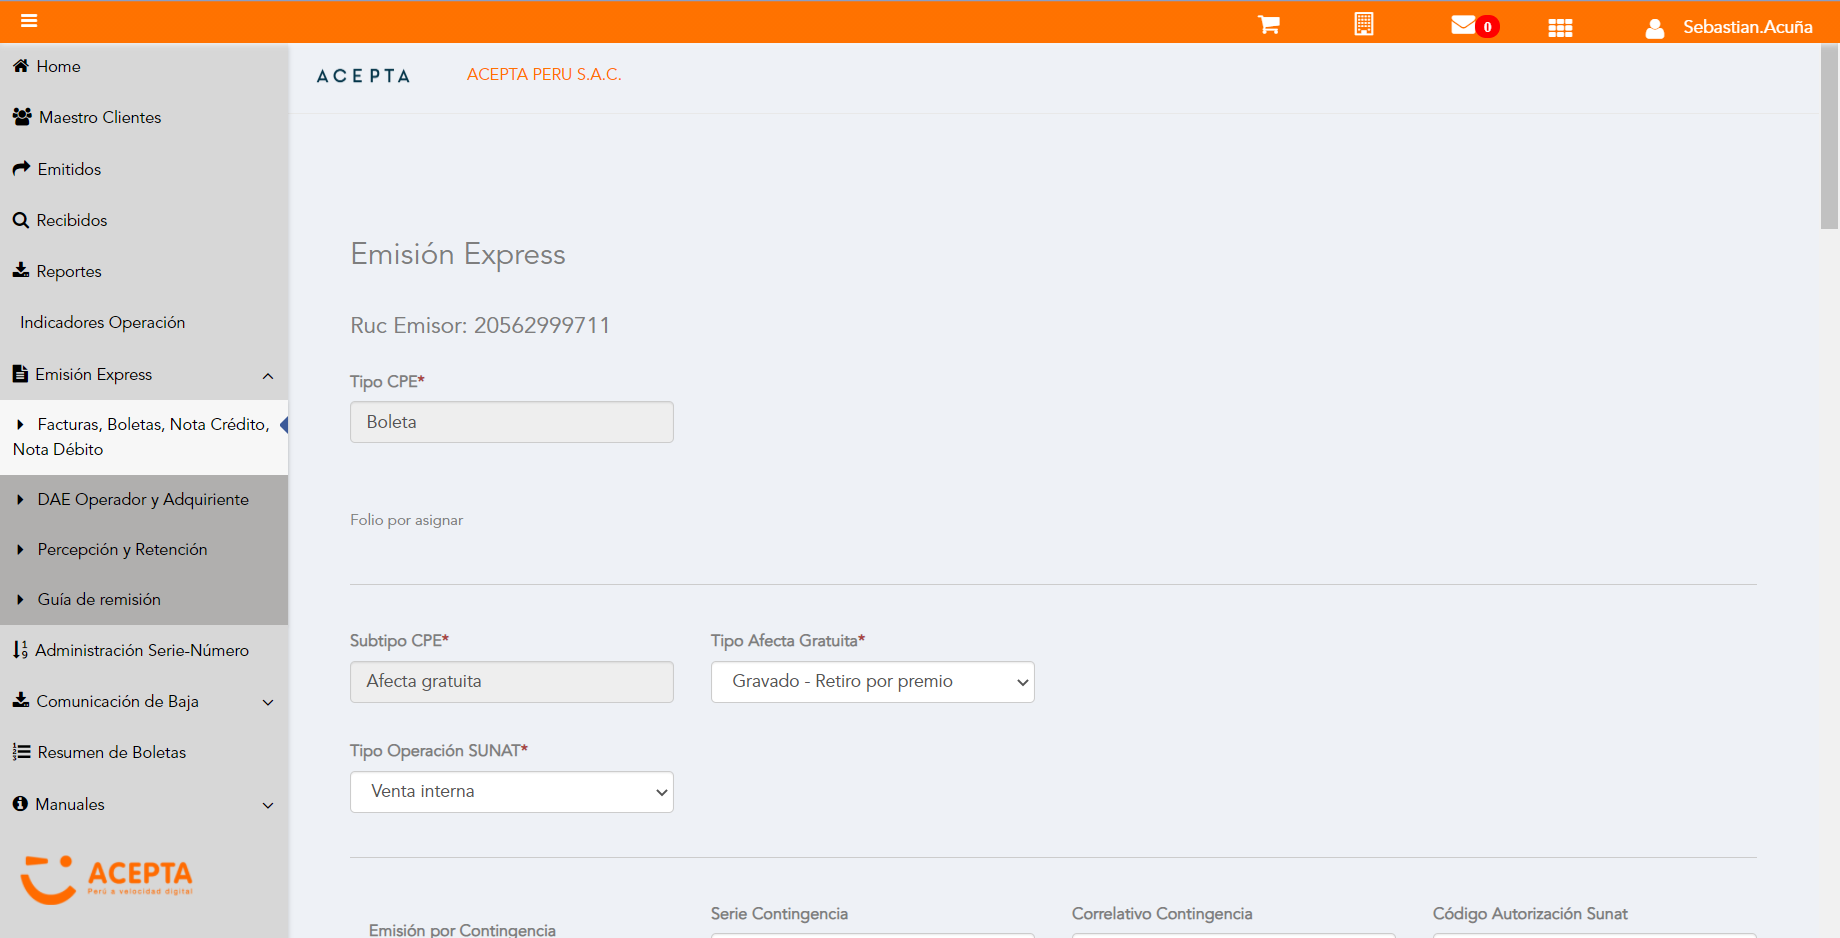 0
Sebastian.Acuña
Home
Maestro Clientes
Emitidos
Recibidos
Reportes
Indicadores Operación
Emisión Express
Facturas, Boletas, Nota Crédito,
Nota Débito
DAE Operador y Adquiriente
Percepción y Retención
Guía de remisión
Administración Serie-Número
Comunicación de Baja
Resumen de Boletas
Manuales
ACEPTA
Perú a velocidad digital
ACEPTA
ACEPTA PERU S.A.C.
Emisión Express
Ruc Emisor: 20562999711
Tipo CPE*
Boleta
Folio por asignar
Subtipo CPE*
Tipo Afecta Gratuita*
Afecta gratuita
Gravado - Retiro por premio
Tipo Operación SUNAT*
Venta interna
Emisión por Contingencia
Serie Contingencia
Correlativo Contingencia
Código Autorización Sunat